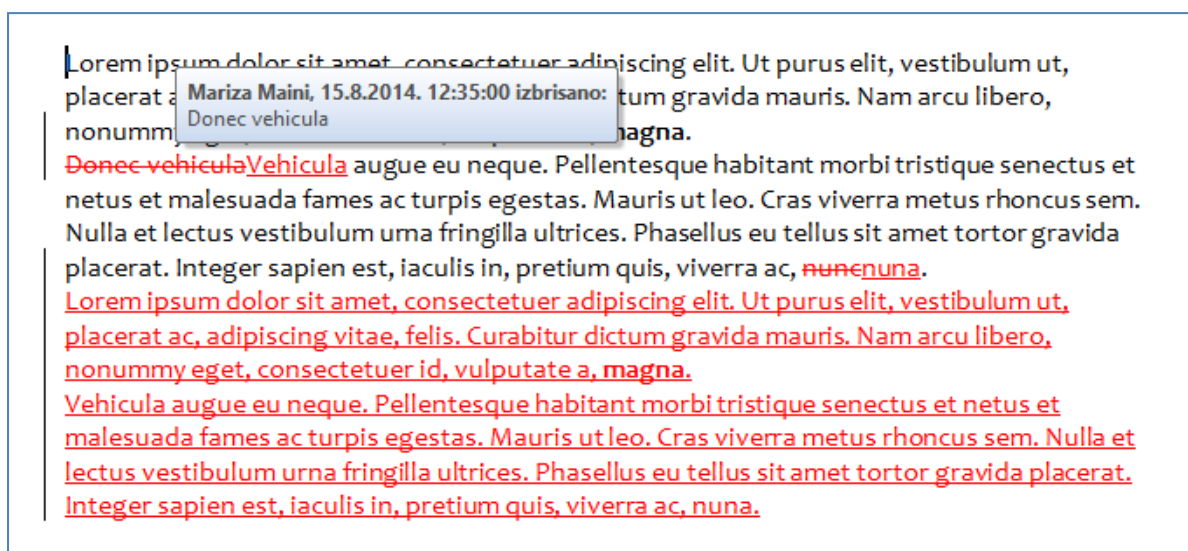 Lorem ipsum dolor sit amet, consectetuer adipiscing elit. Ut purus elit, vestibulum ut,
placerat a
Mariza Maini, 15.8.2014. 12:35:00 izbrisano:
Donec vehicula
tum gravida mauris. Nam arcu libero,
nonummy magna.
Donec vehiculaVehicula augue eu neque. Pellentesque habitant morbi tristique senectus et
netus et malesuada fames ac turpis egestas. Mauris ut leo. Cras viverra metus rhoncus sem.
Nulla et lectus vestibulum urna fringilla ultrices. Phasellus eu tellus sit amet tortor gravida
placerat. Integer sapien est, iaculis in, pretium quis, viverra ac, nuncnuna.
Lorem ipsum dolor sit amet, consectetuer adipiscing elit. Ut purus elit, vestibulum ut,
placerat ac, adipiscing vitae, felis. Curabitur dictum gravida mauris. Nam arcu libero,
nonummy eget, consectetuer id, vulputate a, magna.
Vehicula augue eu neque. Pellentesque habitant morbi tristique senectus et netus et
malesuada fames ac turpis egestas. Mauris ut leo. Cras viverra metus rhoncus sem. Nulla et
lectus vestibulum urna fringilla ultrices. Phasellus eu tellus sit amet tortor gravida placerat.
Integer sapien est, iaculis in, pretium quis, viverra ac, nuna.